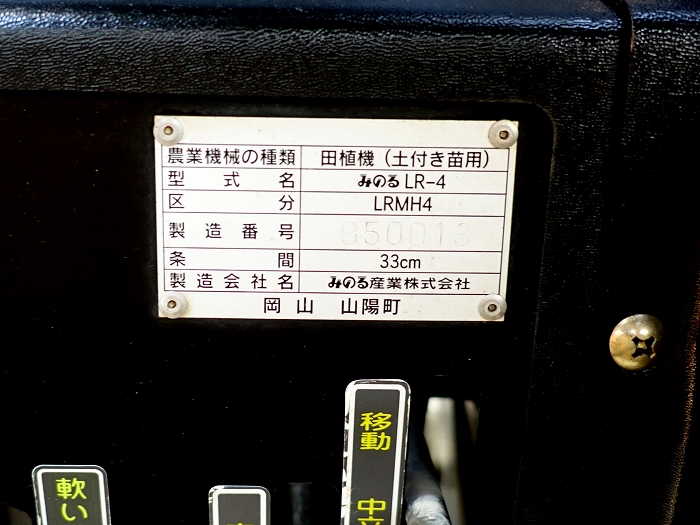 農業機械の種類 田植機（土付き苗用）
型式名 みのる LR-4
区分 LRMH4
製造番号 950013
条間 33cm
製造会社名 みのる産業株式会社
岡山 山陽町
移動
中立
軟い